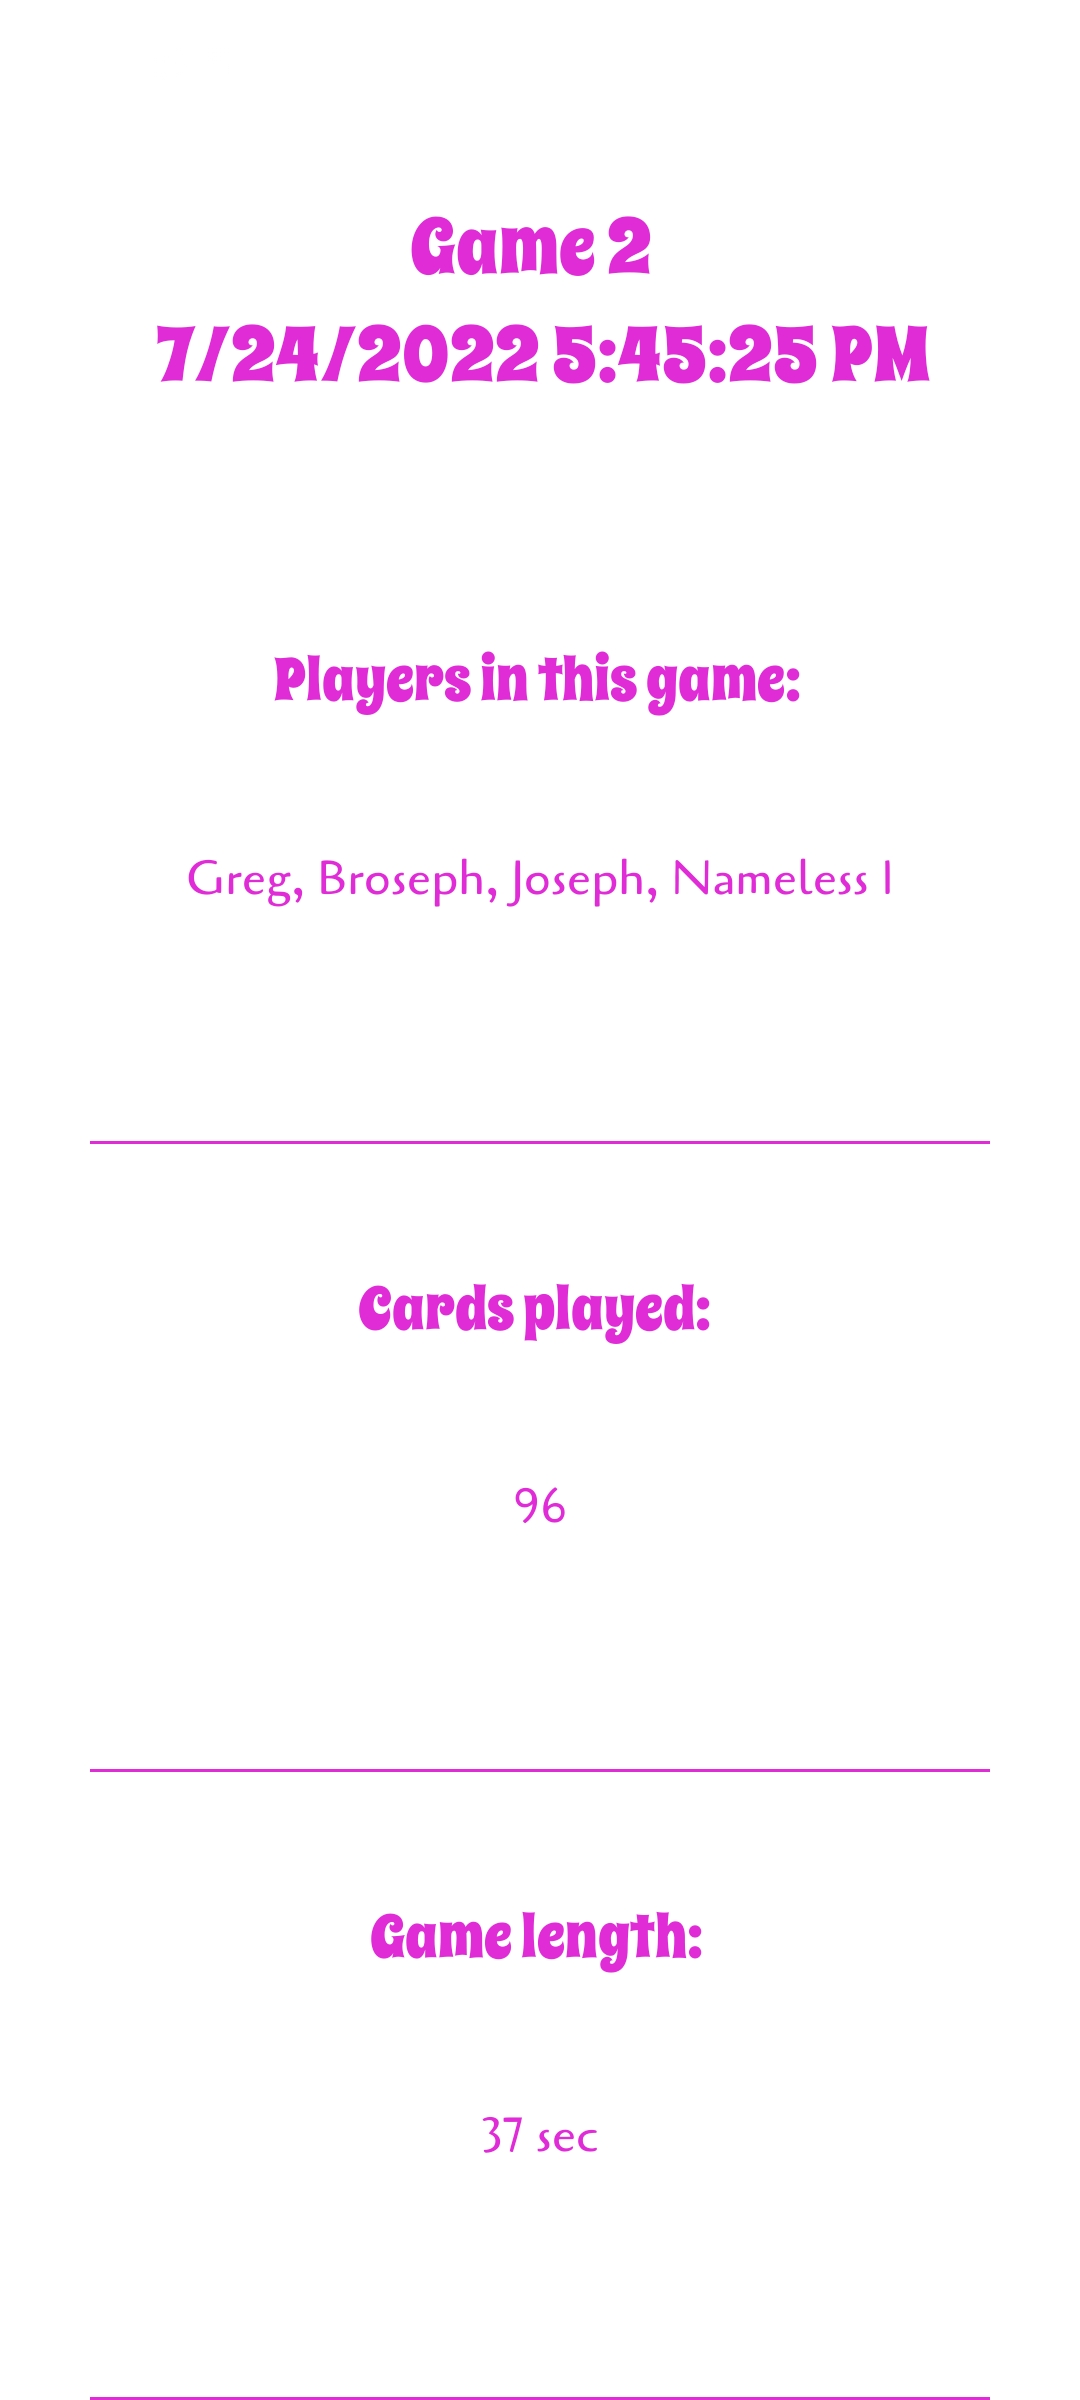 Game 2
7/24/2022 5:45:25 PM
Players in this game:
Greg, Broseph, Joseph, Nameless I
Cards played:
96
Game length:
37 sec